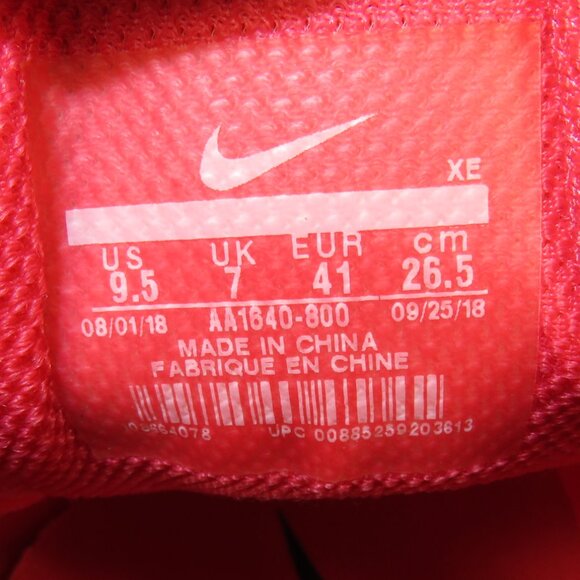 XE
US UK EUR cm
9.5 7 41 26.5
08/01/18 AA1640-800 09/25/18
MADE IN CHINA
FABRIQUE EN CHINE
UPC 00885259203613